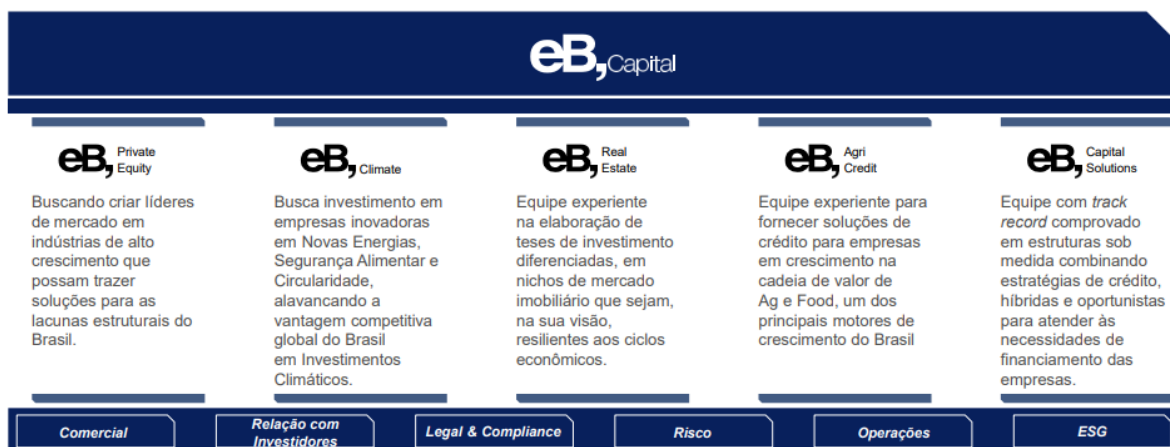 eB, Capital
eB, Private
Equity
Buscando criar líderes
de mercado em
indústrias de alto
crescimento que
possam trazer
soluções para as
lacunas estruturais do
Brasil.
eB, Climate
Busca investimento em
empresas inovadoras
em Novas Energias,
Segurança Alimentar e
Circularidade,
alavancando a
vantagem competitiva
global do Brasil
em Investimentos
Climáticos.
eB, Real
Estate
Equipe experiente
na elaboração de
teses de investimento
diferenciadas, em
nichos de mercado
imobiliário que sejam,
na sua visão,
resilientes aos ciclos
econômicos.
eB, Agri
Credit
Equipe experiente para
fornecer soluções de
crédito para empresas
em crescimento na
cadeia de valor de
Ag e Food, um dos
principais motores de
crescimento do Brasil
eB, Capital
Solutions
Equipe com track
record comprovado
em estruturas sob
medida combinando
estratégias de crédito,
híbridas e oportunistas
para atender às
necessidades de
financiamento das
empresas.
Comercial
Relação com
Investidores
Legal & Compliance
Risco
Operações
ESG